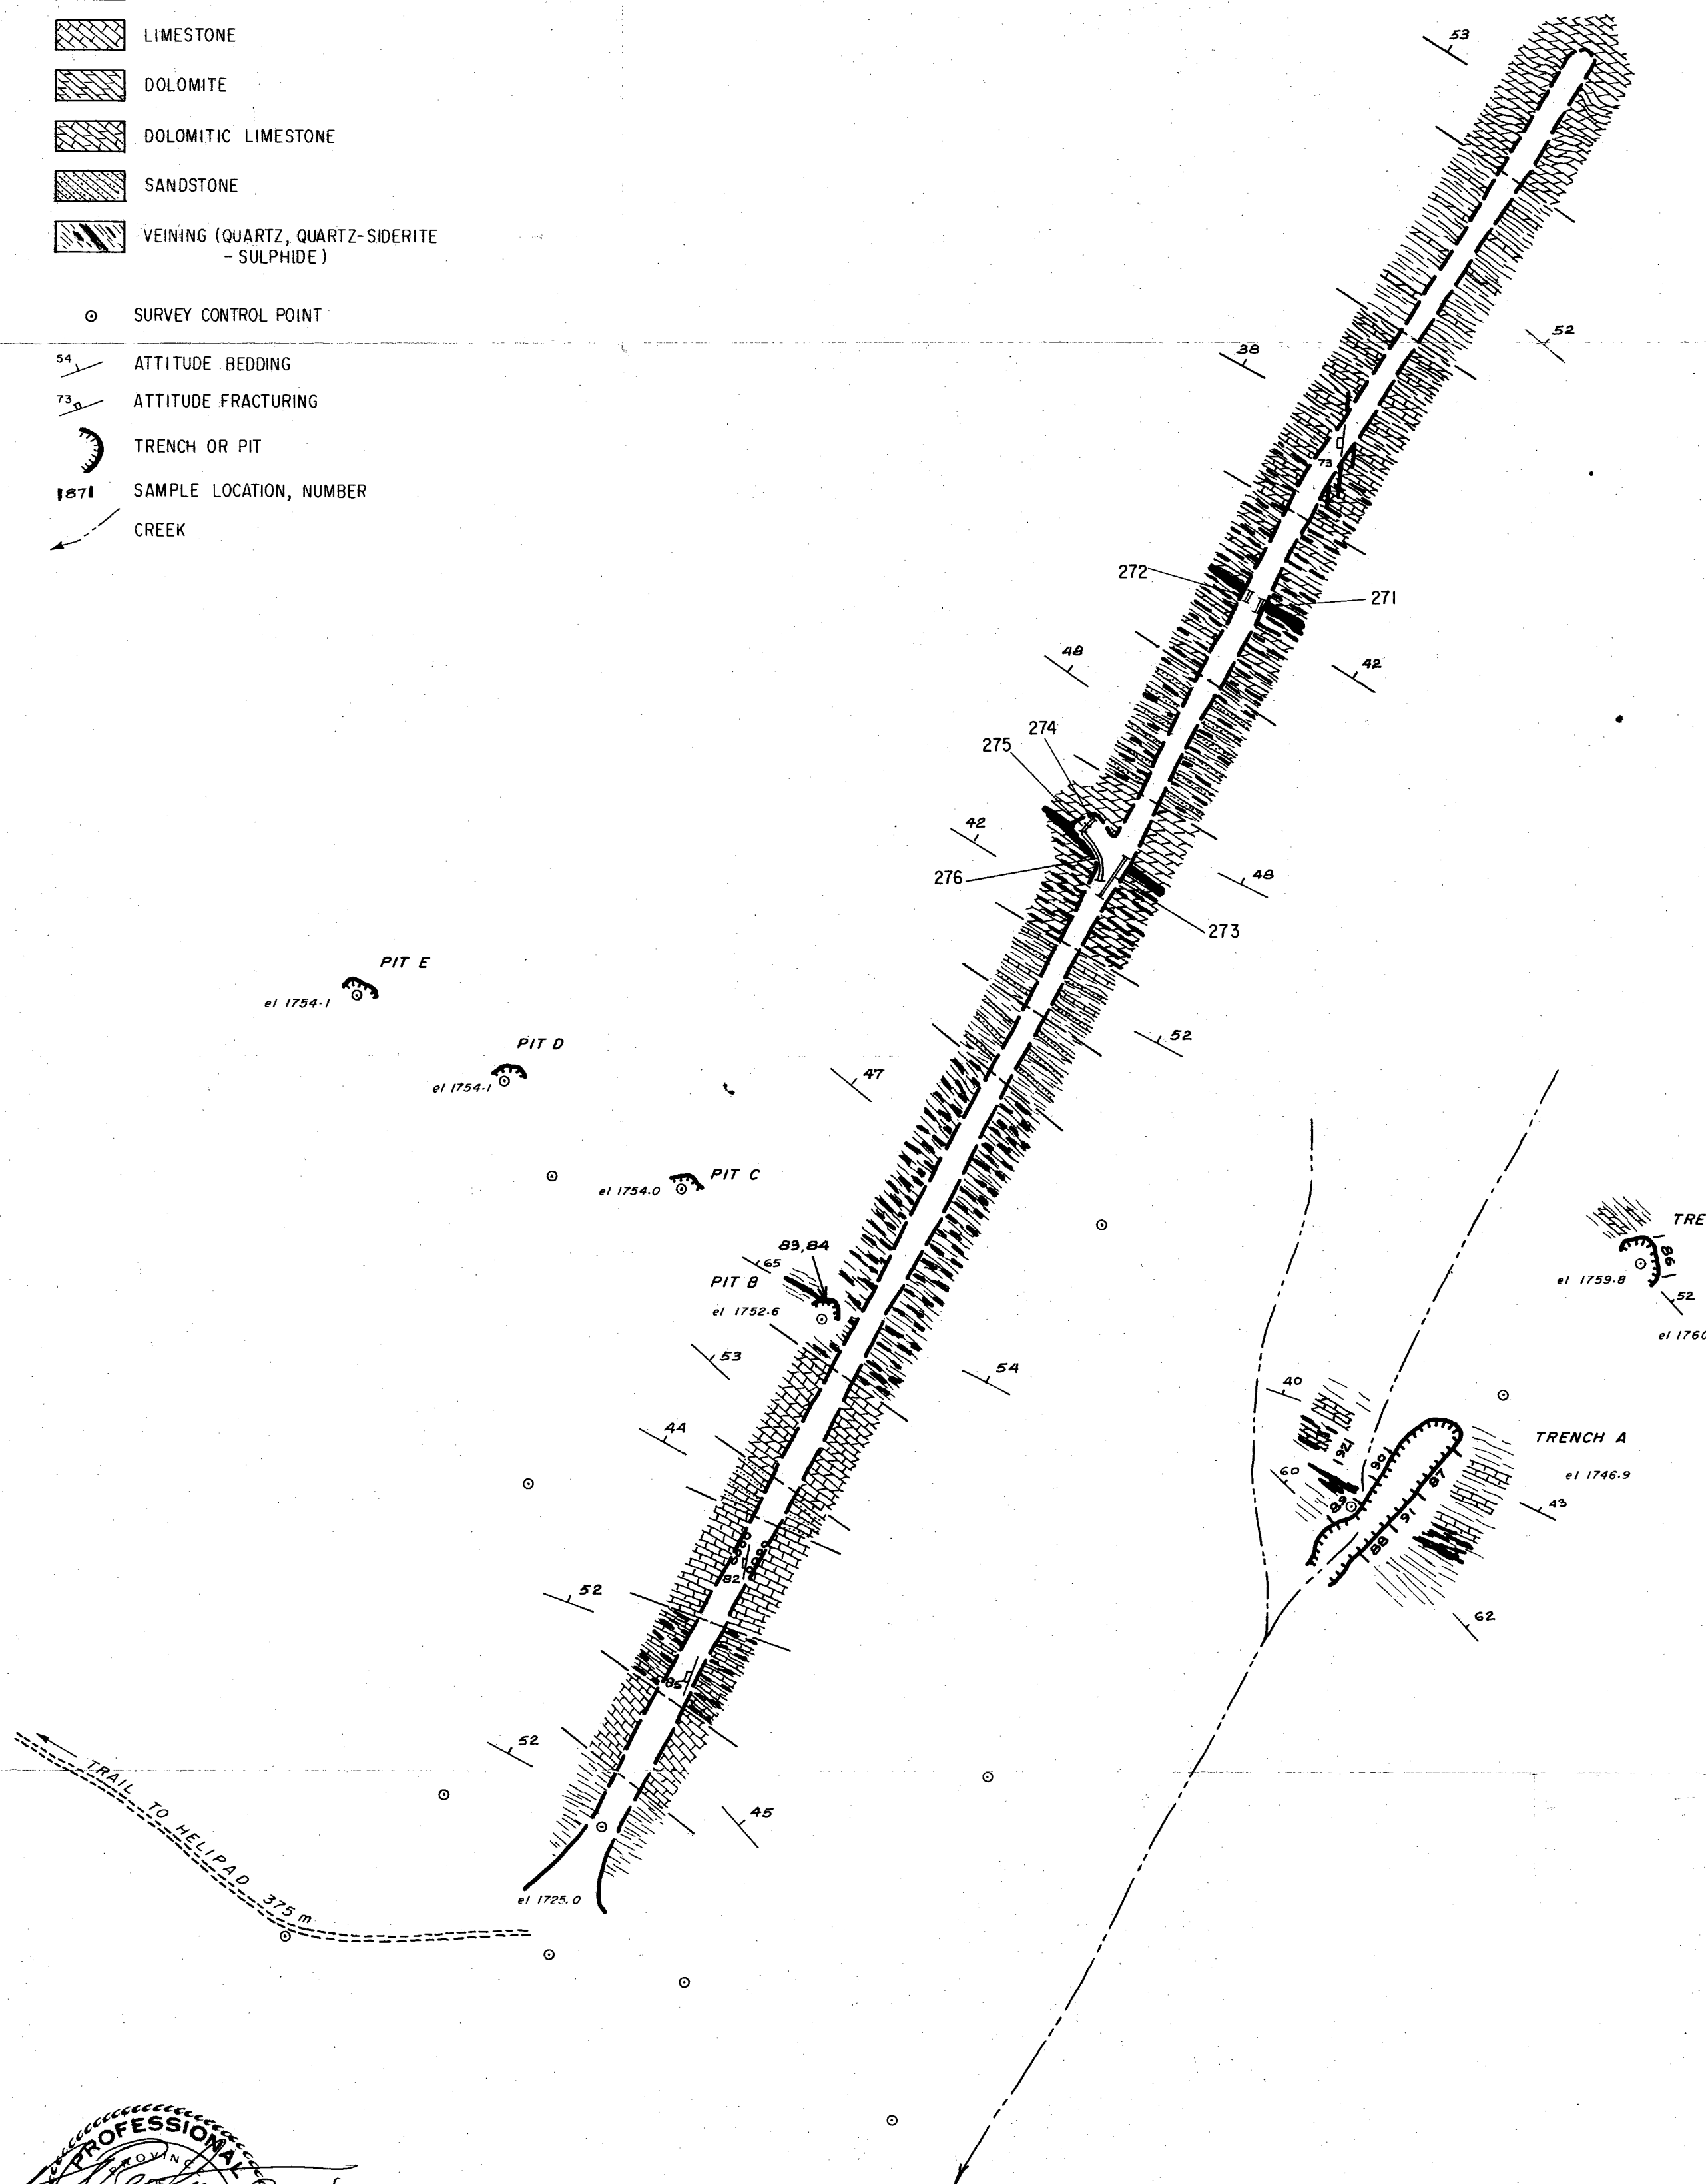 LIMESTONE
DOLOMITE
DOLOMITIC LIMESTONE
SANDSTONE
VEINING (QUARTZ, QUARTZ-SIDERITE
- SULPHIDE)
SURVEY CONTROL POINT
54 ATTITUDE BEDDING
73 ATTITUDE FRACTURING
TRENCH OR PIT
87 SAMPLE LOCATION, NUMBER
CREEK
53
52
38
73
272
271
48
42
274
275
42
276
48
273
PIT E
el 1754.1
PIT D
el 1754.1
52
47
PIT C
el 1754.0
83,84
65
PIT B
el 1752.6
TRE
86
el 1759.8
52
el 1760
53
54
44
40
92
60
90
89
87
91
88
TRENCH A
el 1746.9
43
62
82
52
85
52
45
TRAIL TO HELIPAD 375 m
el 1725.0
PROFESSIONAL
PROVINC